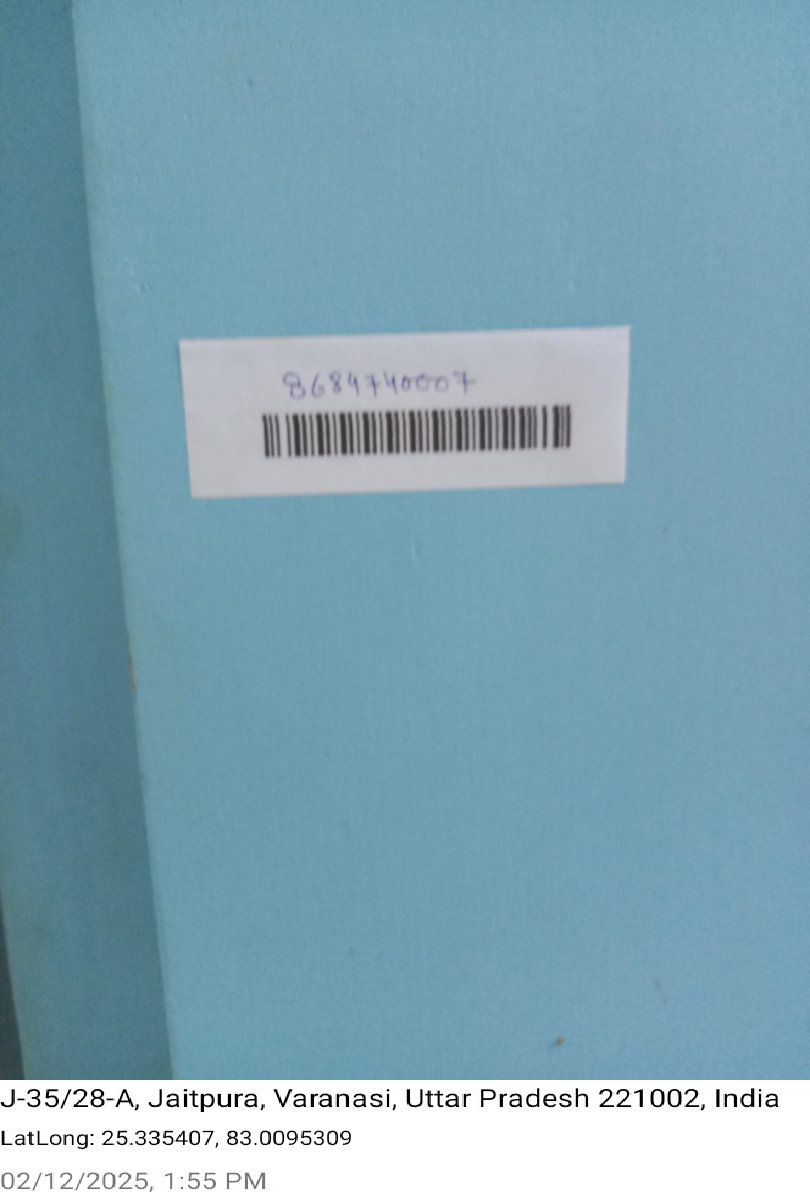 8684740007
J-35/28-A, Jaitpura, Varanasi, Uttar Pradesh 221002, India
LatLong: 25.335407, 83.0095309
02/12/2025, 1:55 PM